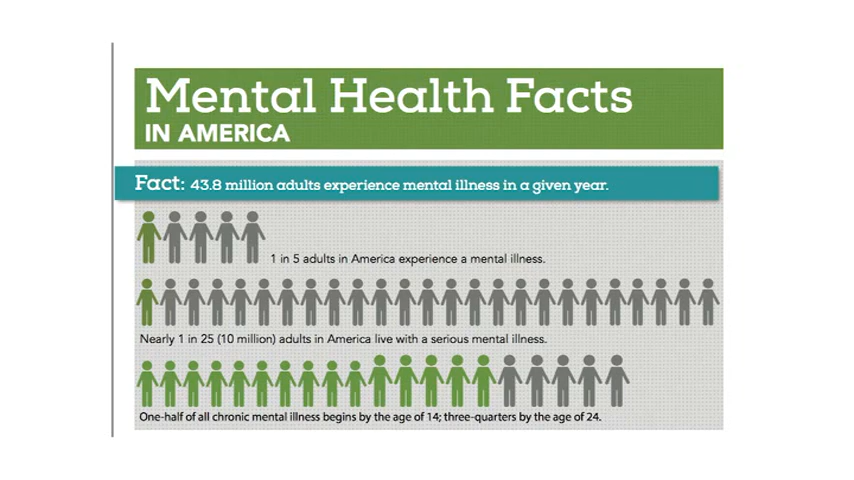 Mental Health Facts
IN AMERICA
Fact: 43.8 million adults experience mental illness in a given year.
1 in 5 adults in America experience a mental illness.
Nearly 1 in 25 (10 million) adults in America live with a serious mental illness.
One-half of all chronic mental illness begins by the age of 14; three-quarters by the age of 24.